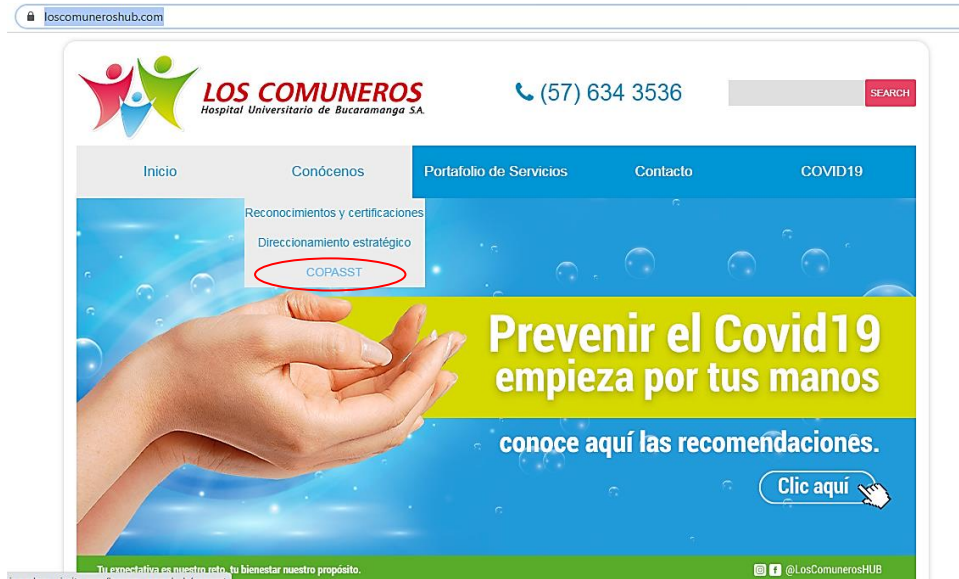 loscomuneroshub.com
LOS COMUNEROS
Hospital Universitario de Bucaramanga S.A.
(57) 634 3536
SEARCH
Inicio
Conócenos
Portafolio de Servicios
Contacto
COVID19
Reconocimientos y certificaciones
Direccionamiento estratégico
COPASST
Prevenir el Covid19
empieza por tus manos
conoce aquí las recomendaciones.
Clic aquí
Tu expectativa es nuestro reto, tu bienestar nuestro propósito.
@LosComunerosHUB